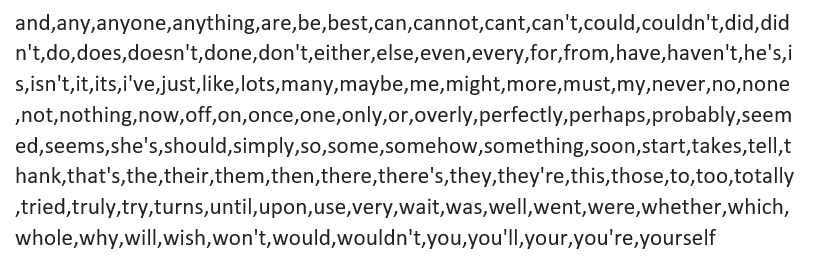 and,any,anyone,anything,are,be,best,can,cannot,cant,can't,could,couldn't,did,did
n't,do,does,doesn't,done,don't,either,else,even,every,for,from,have,haven't,he's,i
s,isn't,it,its,i've,just,like,lots,many,maybe,me,might,more,must,my,never,no,none
,not,nothing,now,off,on,once,one,only,or,overly,perfectly,perhaps,probably,seem
ed,seems,she's,should,simply,so,some,somehow,something,soon,start,takes,tell,t
hank,that's,the,their,them,then,there,there's,they,they're,this,those,to,too,totally
,tried,truly,try,turns,until,upon,use,very,wait,was,well,went,were,whether,which,
whole,why,will,wish,won't,would,wouldn't,you,you'll,your,you're,yourself